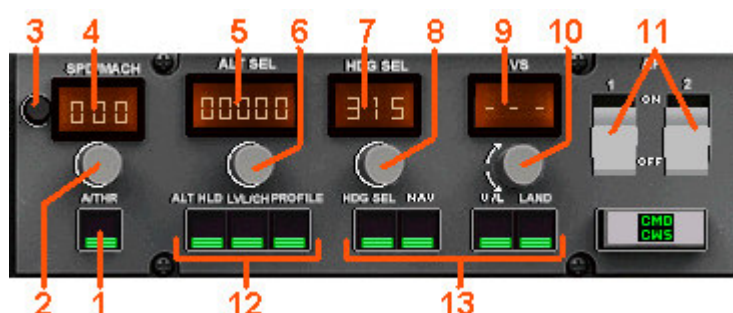 3 4 5 6 7 8 9 10 11
SPD/MACH ALT SEL HDG SEL VS
1 2
000 00000 315 - - -
ON
OFF
A/THR ALT HLD LVL/CH PROFILE HDG SEL NAV V/L LAND
CMD
CWS
2 1 12 13